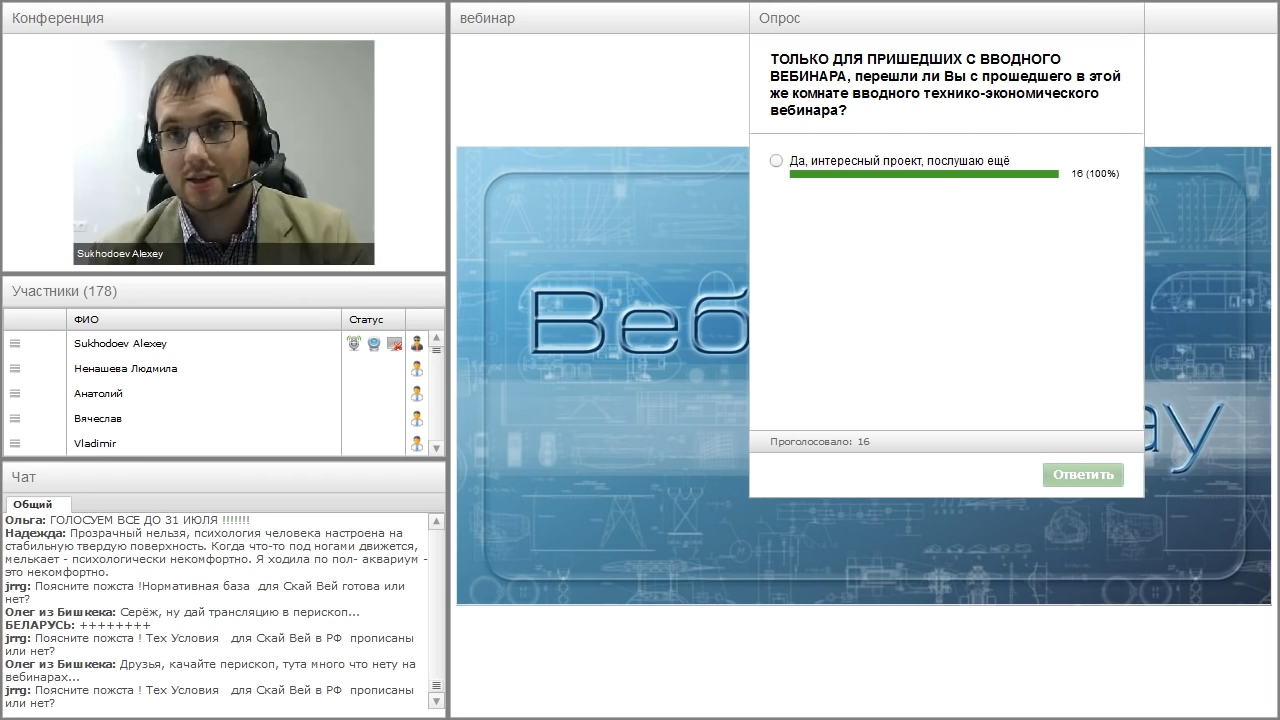 Конференция
Sukhodoev Alexey
Участники (178)
ФИО
Статус
Sukhodoev Alexey
Ненашева Людмила
Анатолий
Вячеслав
Vladimir
Чат
Общий
Ольга: ГОЛОСУЕМ ВСЕ ДО 31 ИЮЛЯ !!!!!!!
Надежда: Прозрачный нельзя, психология человека настроена на
стабильную твердую поверхность. Когда что-то под ногами движется,
мелькает - психологически некомфортно. Я ходила по пол- аквариум -
это некомфортно.
jrrg: Поясните пожста !Нормативная база для Скай Вей готова или
нет?
Олег из Бишкека: Серёж, ну дай трансляцию в перископ...
БЕЛАРУСЬ: ++++++++
jrrg: Поясните пожста ! Тех Условия для Скай Вей в РФ прописаны
или нет?
Олег из Бишкека: Друзья, качайте перископ, тута много что нету на
вебинарах...
jrrg: Поясните пожста ! Тех Условия для Скай Вей в РФ прописаны
или нет?
вебинар
Веб
ay
Опрос
ТОЛЬКО ДЛЯ ПРИШЕДШИХ С ВВОДНОГО
ВЕБИНАРА, перешли ли Вы с прошедшего в этой
же комнате вводного технико-экономического
вебинара?
Да, интересный проект, послушаю ещё
16 (100%)
Проголосовало: 16
Ответить